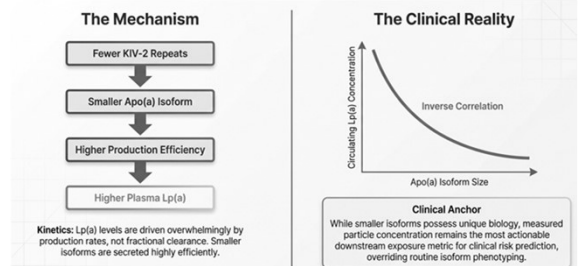 The Mechanism
Fewer KIV-2 Repeats
Smaller Apo(a) Isoform
Higher Production Efficiency
Higher Plasma Lp(a)
Kinetics: Lp(a) levels are driven overwhelmingly by
production rates, not fractional clearance. Smaller
isoforms are secreted highly efficiently.
The Clinical Reality
Circulating Lp(a) Concentration
Inverse Correlation
Apo(a) Isoform Size
Clinical Anchor
While smaller isoforms possess unique biology, measured
particle concentration remains the most actionable
downstream exposure metric for clinical risk prediction,
overriding routine isoform phenotyping.